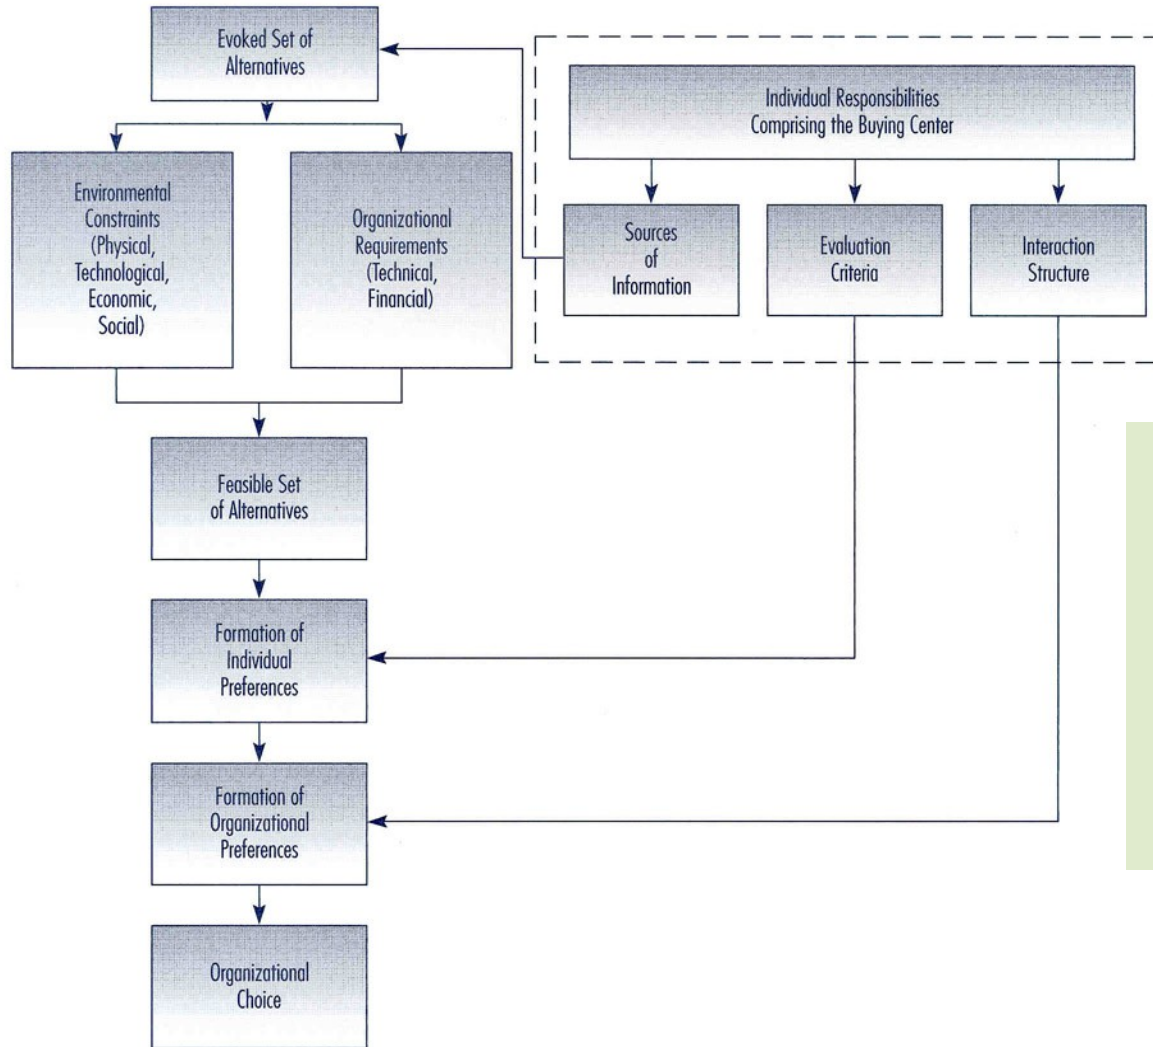 Evoked Set of
Alternatives
Individual Responsibilities
Comprising the Buying Center
Environmental
Constraints
(Physical,
Technological,
Economic,
Social)
Organizational
Requirements
(Technical,
Financial)
Sources
of
Information
Evaluation
Criteria
Interaction
Structure
Feasible Set
of Alternatives
Formation of
Individual
Preferences
Formation of
Organizational
Preferences
Organizational
Choice